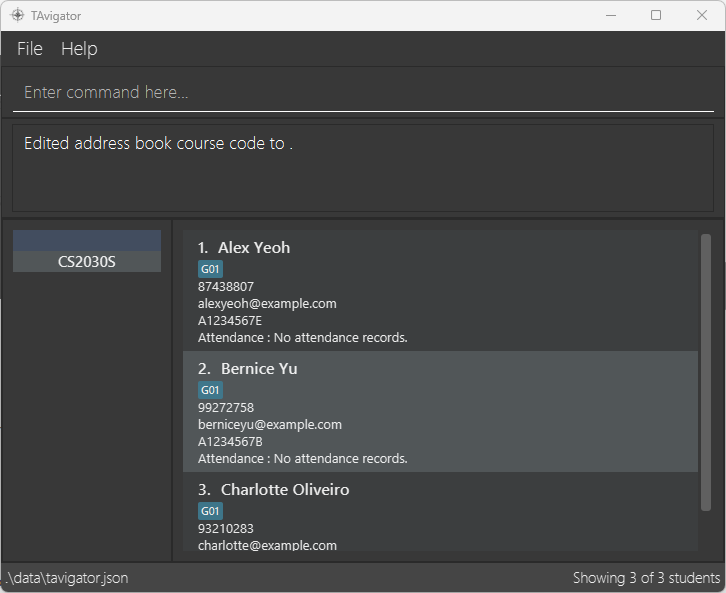 TAvigator
File Help
Enter command here...
Edited address book course code to .
CS2030S
1. Alex Yeoh
G01
87438807
alexyeoh@example.com
A1234567E
Attendance : No attendance records.
2. Bernice Yu
G01
99272758
berniceyu@example.com
A1234567B
Attendance : No attendance records.
3. Charlotte Oliveiro
G01
93210283
charlotte@example.com
.\data\tavigator.json
Showing 3 of 3 students